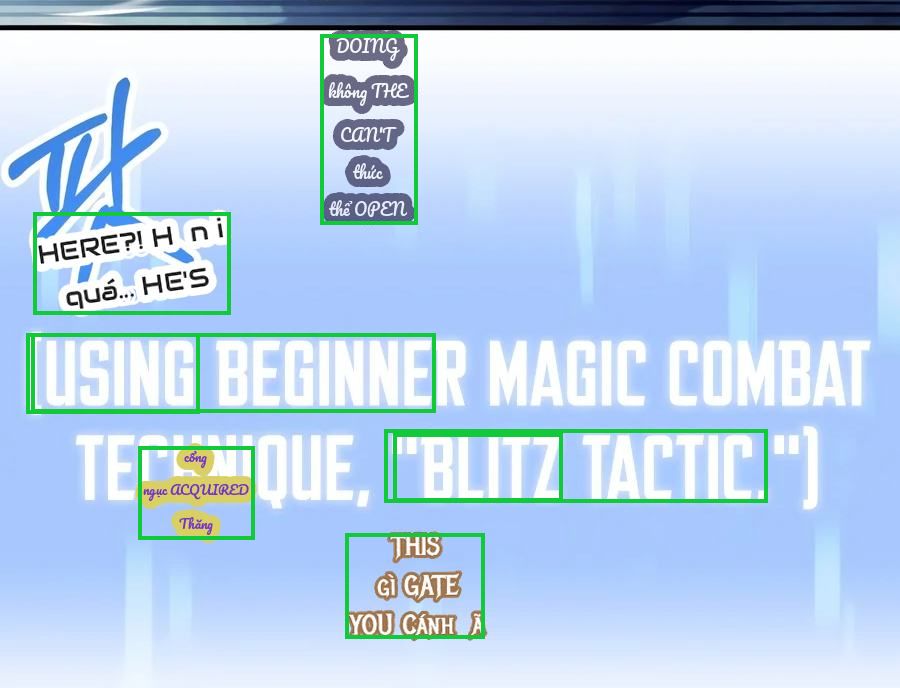 DOING
không THE
CAN'T
thức
thể OPEN
HERE?! H n i
quá... HE'S
[USING BEGINNER MAGIC COMBAT
TECHNIQUE, "BLITZ TACTIC.")
cổng
ngục ACQUIRED
Thăng
THIS
GÌ GATE
YOU CÁNH Ã